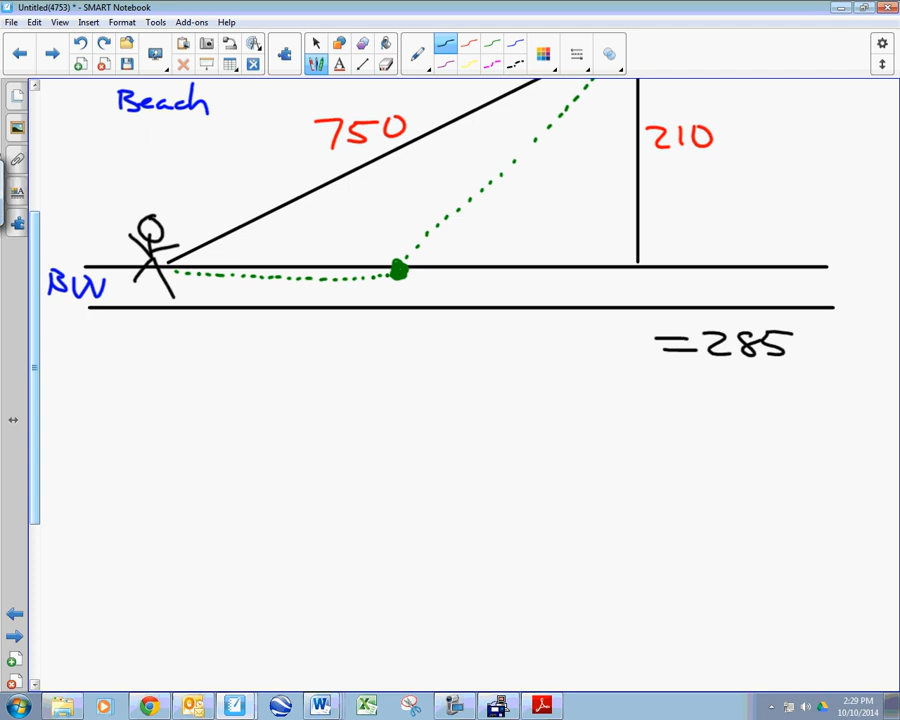 Untitled(4753) * - SMART Notebook
File Edit View Insert Format Tools Add-ons Help
Beach
750
210
BW
=285
2:29 PM
10/10/2014